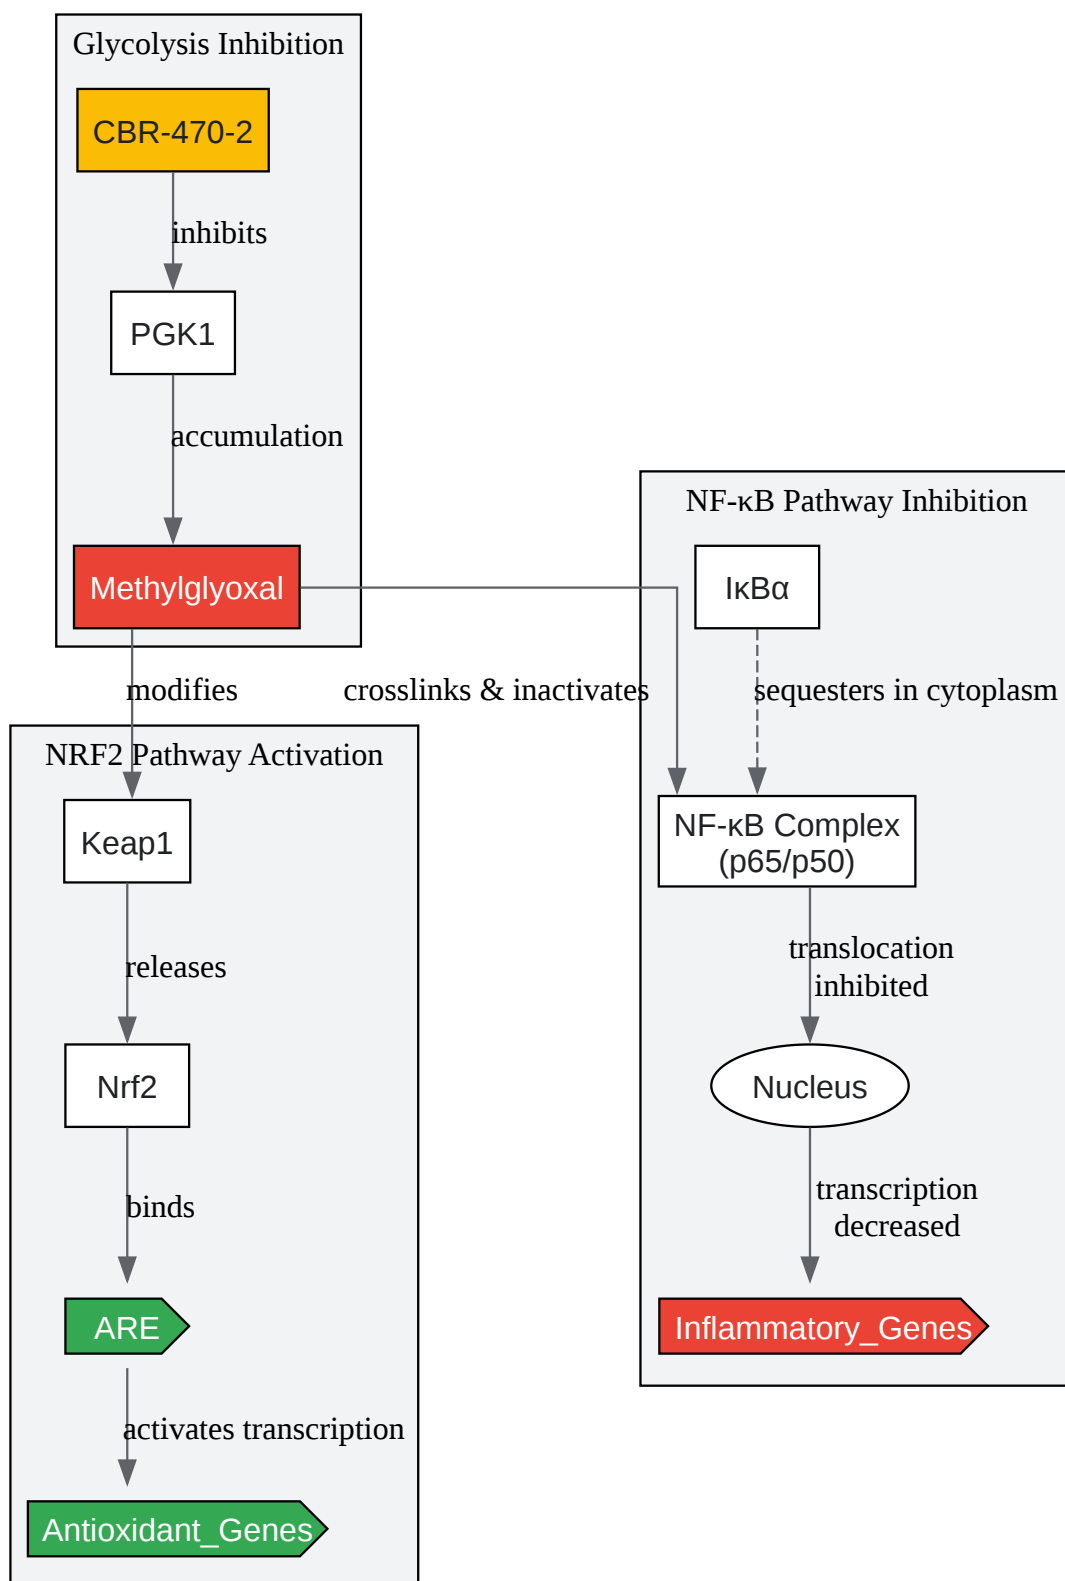 Glycolysis Inhibition
CBR-470-2
inhibits
PGK1
accumulation
Methylglyoxal
modifies
crosslinks & inactivates
NRF2 Pathway Activation
Keap1
releases
Nrf2
binds
ARE
activates transcription
Antioxidant_Genes
NF-κB Pathway Inhibition
IκBα
sequesters in cytoplasm
NF-κB Complex
(p65/p50)
translocation
inhibited
Nucleus
transcription
decreased
Inflammatory_Genes